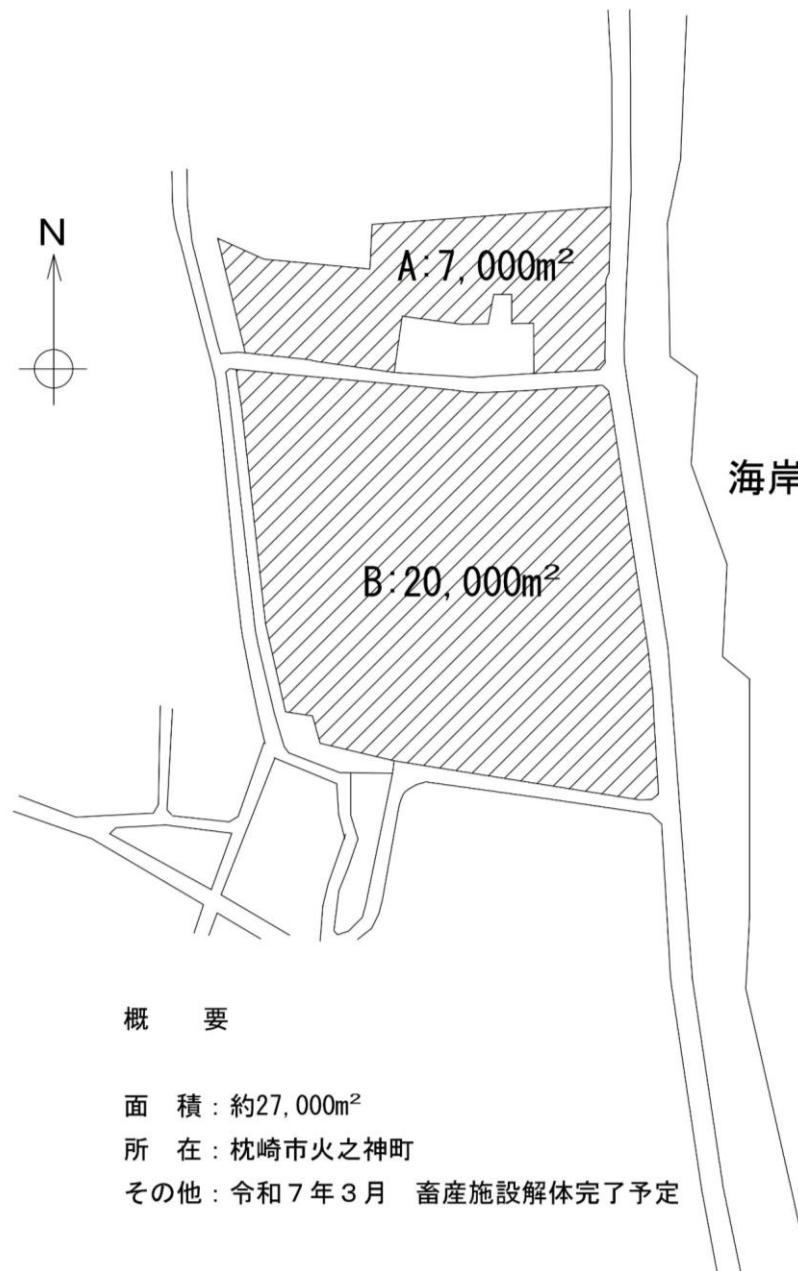 N
A:7,000m²
海岸
B:20,000m²
概　要
面　積：約27,000m²
所　在：枕崎市火之神町
その他：令和７年３月　畜産施設解体完了予定